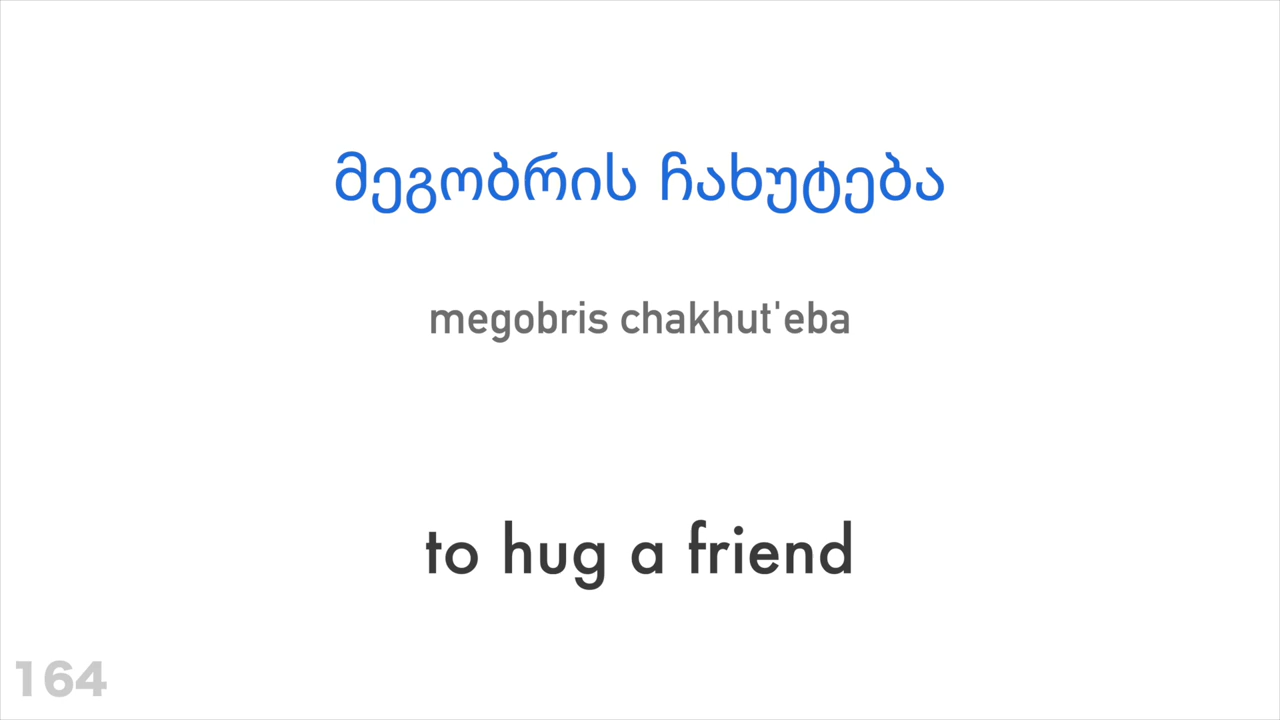 მეგობრის ჩახუტება
megobris chakhut'eba
to hug a friend
164